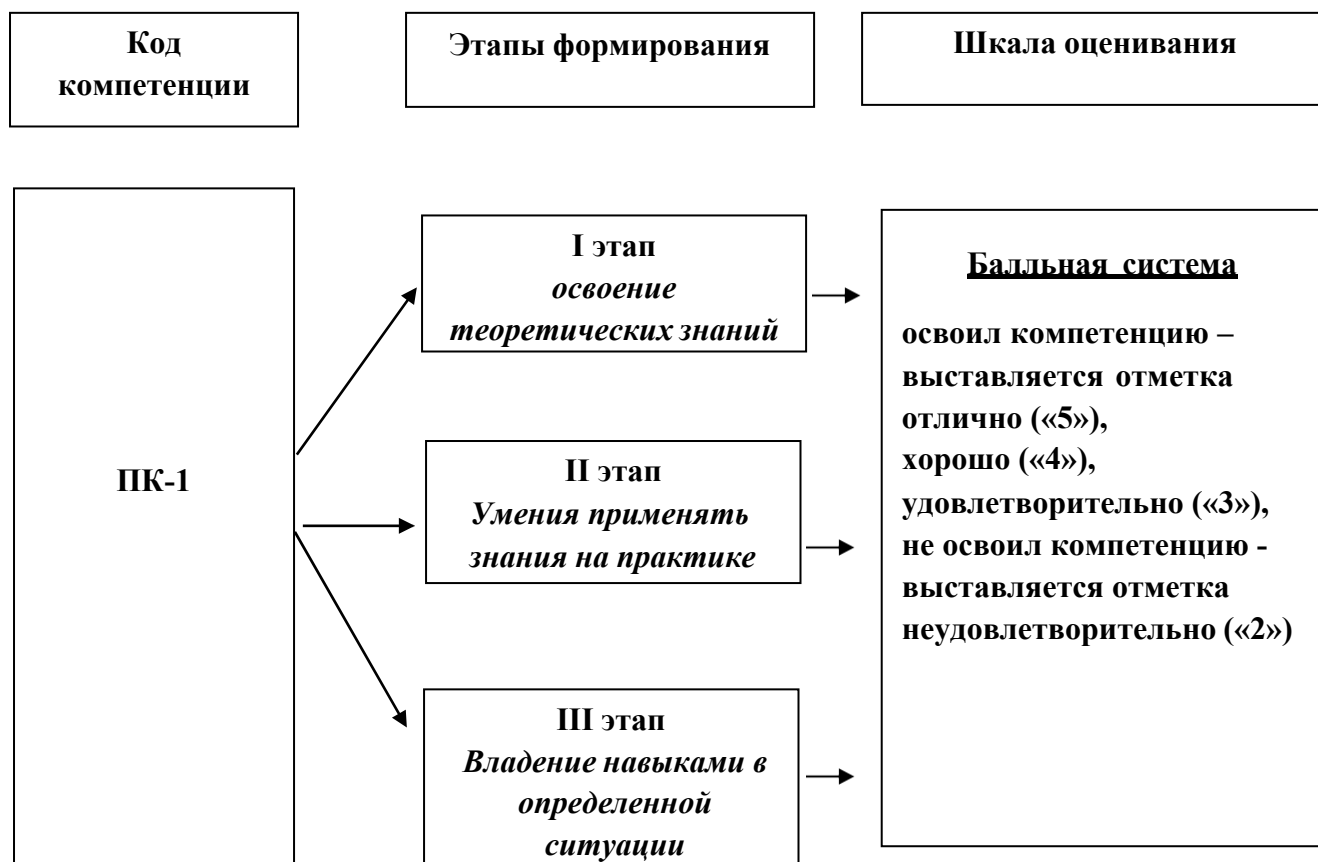 Код
компетенции
Этапы формирования
Шкала оценивания
ПК-1
I этап
освоение
теоретических знаний
II этап
Умения применять
знания на практике
III этап
Владение навыками в
определенной
ситуации
Балльная система
освоил компетенцию –
выставляется отметка
отлично («5»),
хорошо («4»),
удовлетворительно («3»),
не освоил компетенцию -
выставляется отметка
неудовлетворительно («2»)